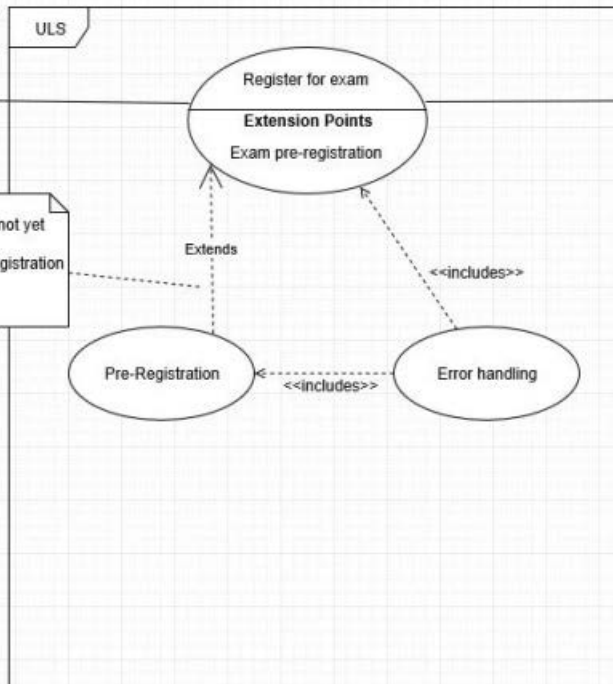 ULS
Register for exam
Extension Points
Exam pre-registration
not yet
gistration
Extends
<<includes>>
Pre-Registration
<<includes>>
Error handling